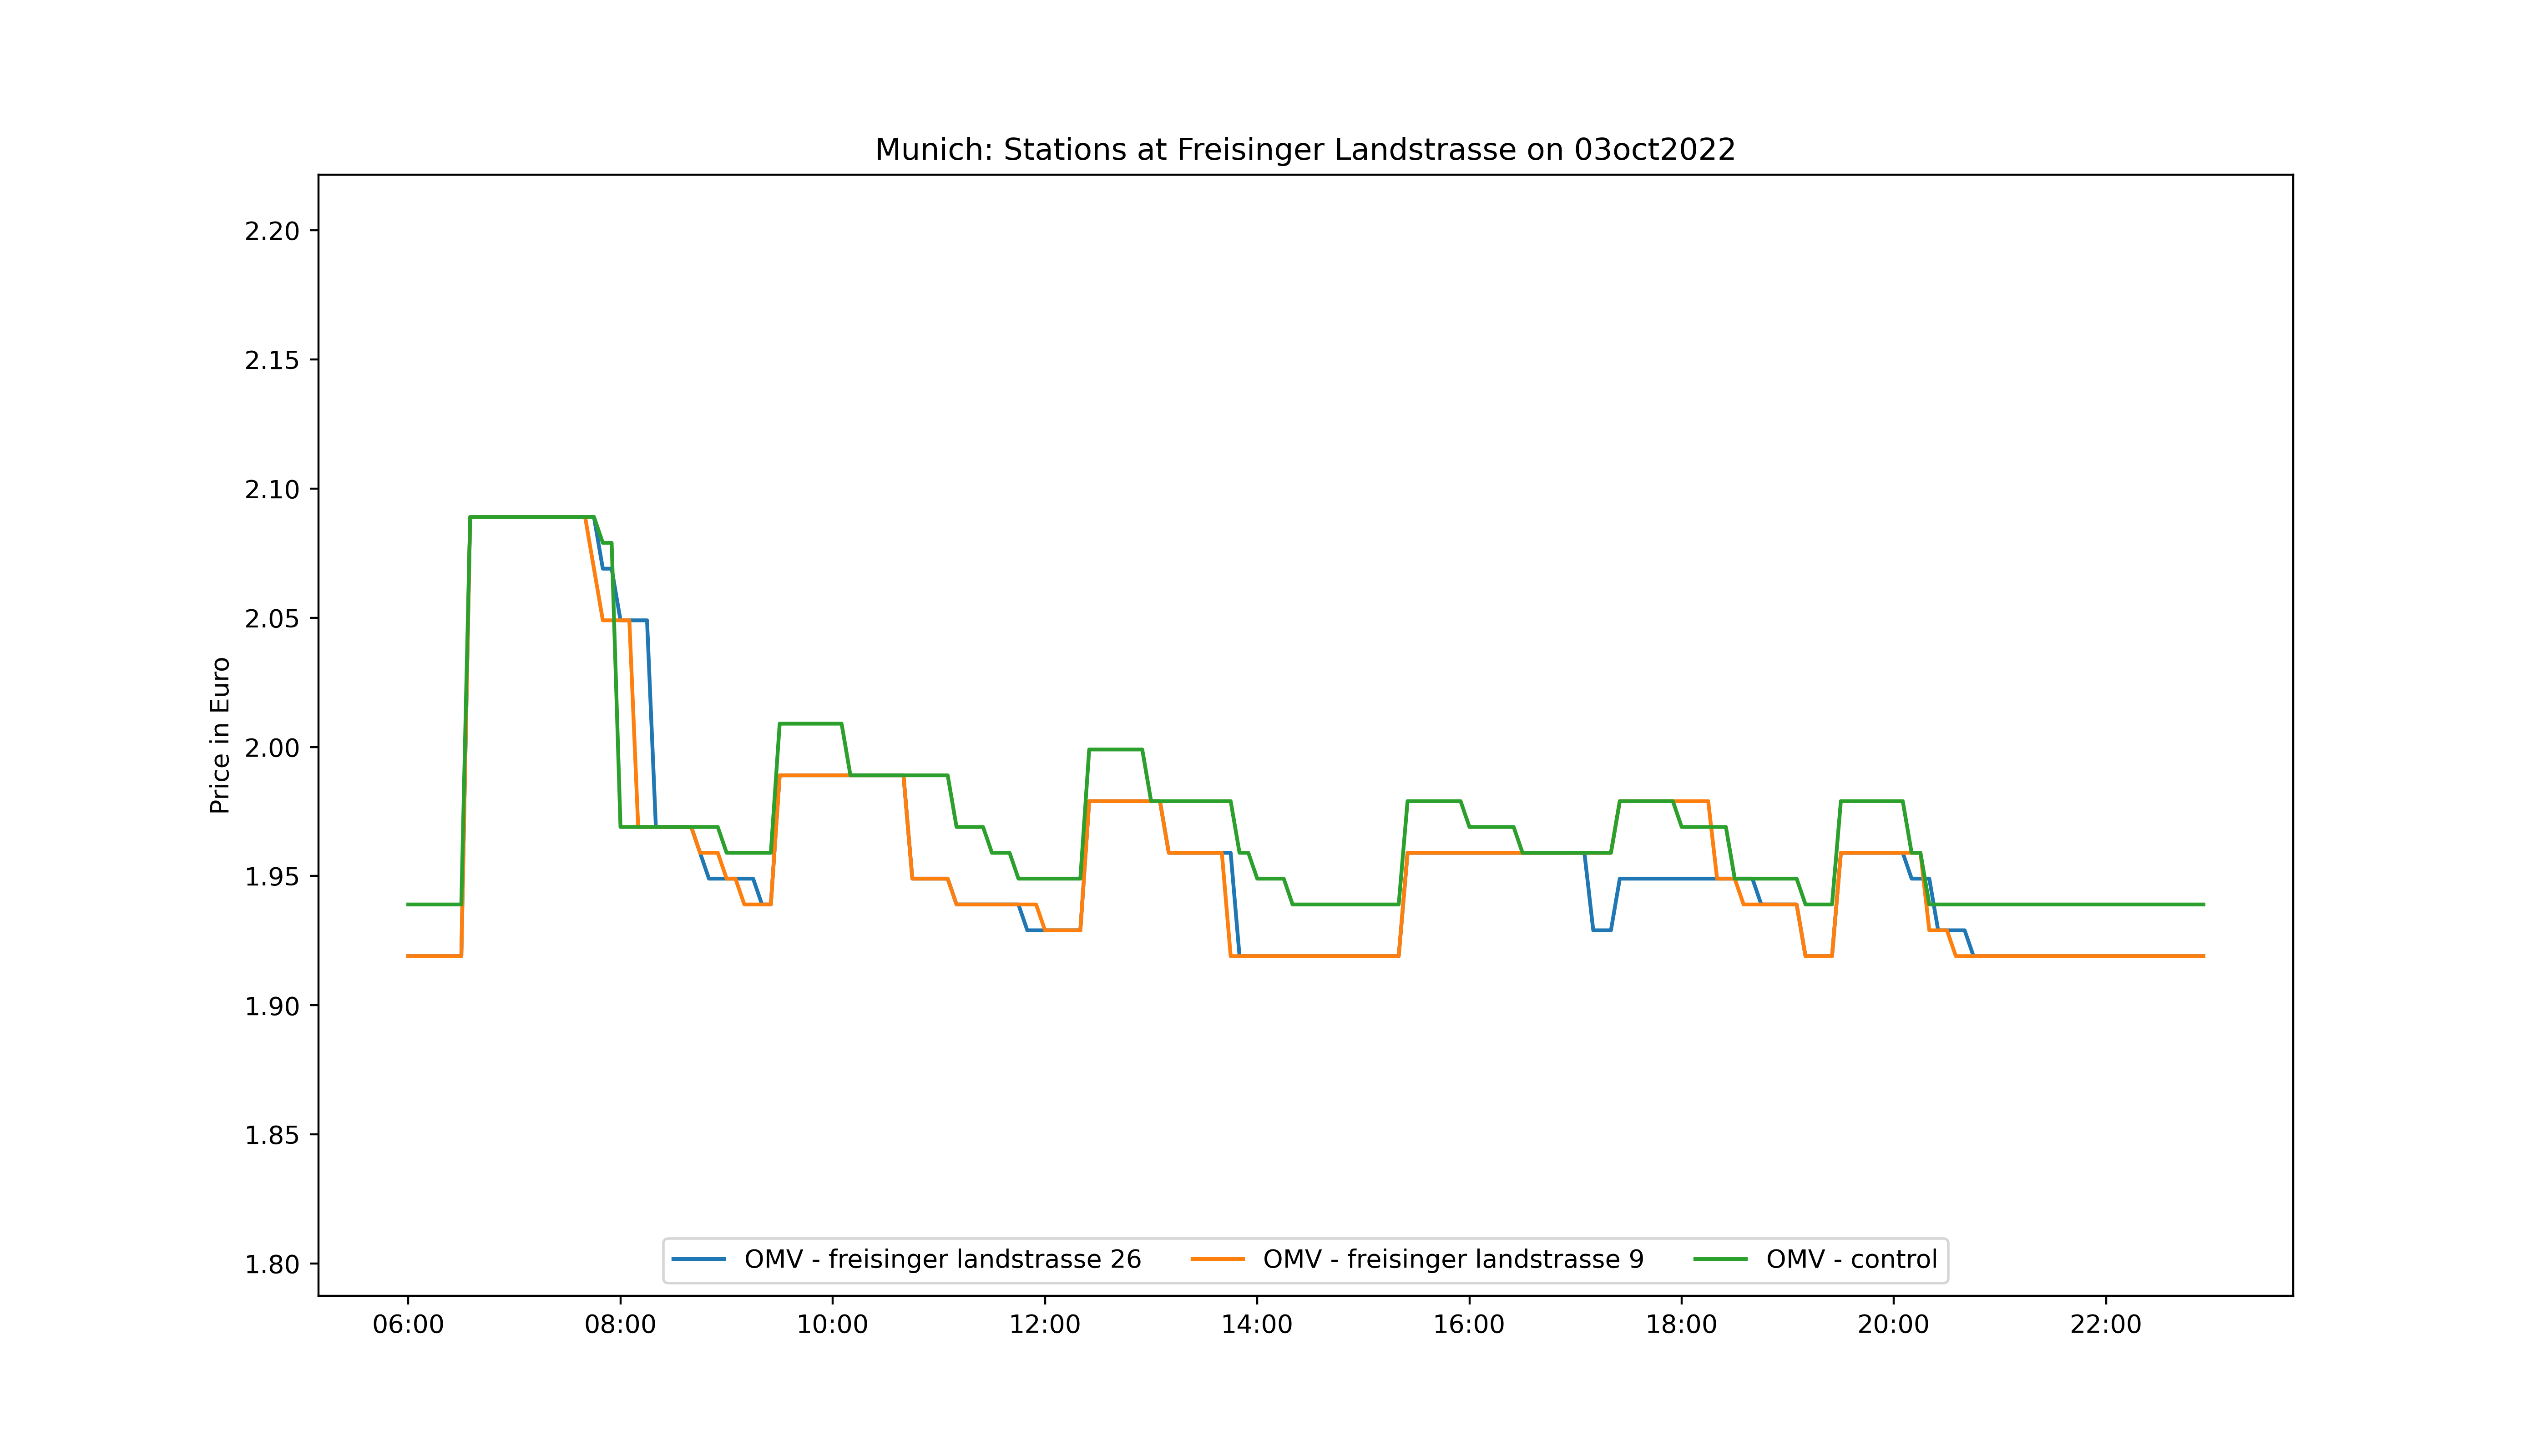 Munich: Stations at Freisinger Landstrasse on 03oct2022
Price in Euro
2.20
2.15
2.10
2.05
2.00
1.95
1.90
1.85
1.80
OMV - freisinger landstrasse 26 OMV - freisinger landstrasse 9 OMV - control
06:00 08:00 10:00 12:00 14:00 16:00 18:00 20:00 22:00